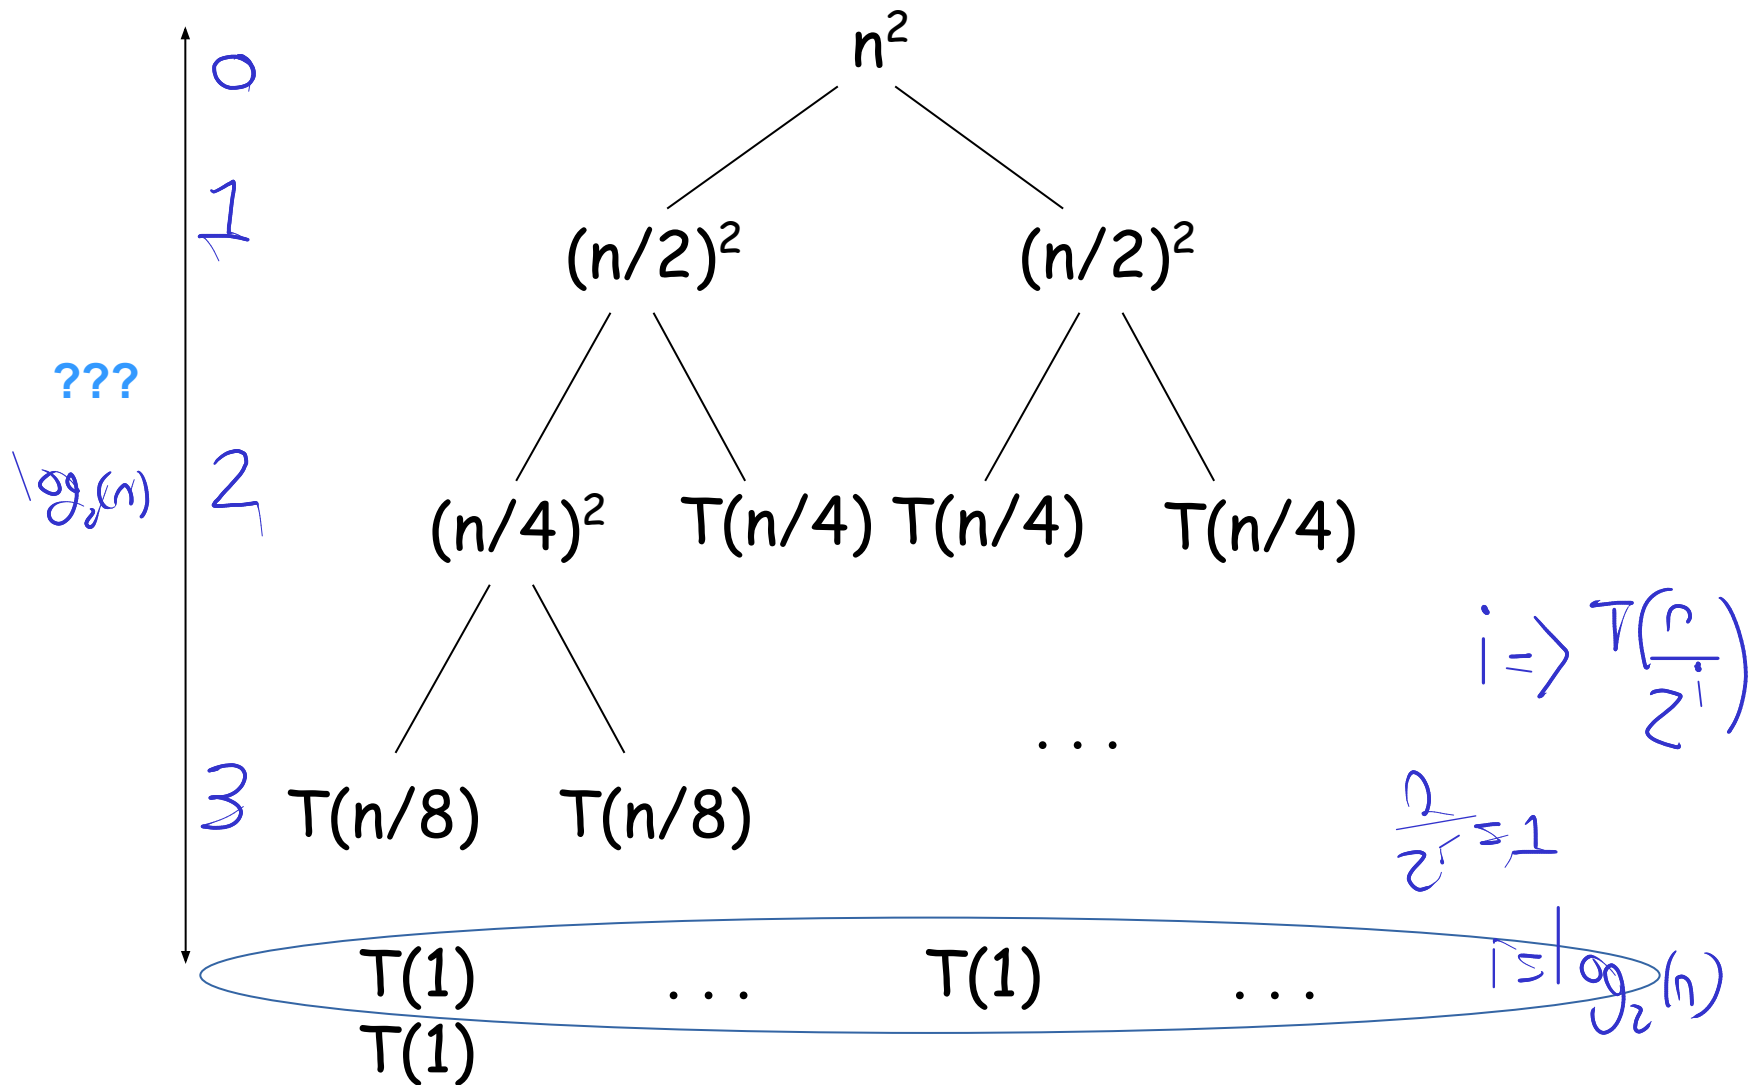 n²
0
1
(n/2)² (n/2)²
???
log₂(n)
2
(n/4)² T(n/4) T(n/4) T(n/4)
i => T(n/2ⁱ)
. . .
3
T(n/8) T(n/8)
n/2ⁱ = 1
T(1) . . . T(1) . . .
i = log₂(n)
T(1)